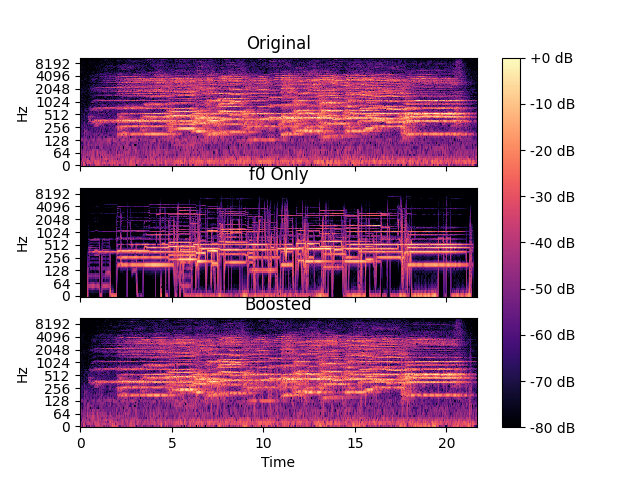 Original
Hz
8192
4096
2048
1024
512
256
128
64
0
f0 Only
Hz
8192
4096
2048
1024
512
256
128
64
0
Boosted
Hz
8192
4096
2048
1024
512
256
128
64
0
0 5 10 15 20
Time
+0 dB
-10 dB
-20 dB
-30 dB
-40 dB
-50 dB
-60 dB
-70 dB
-80 dB